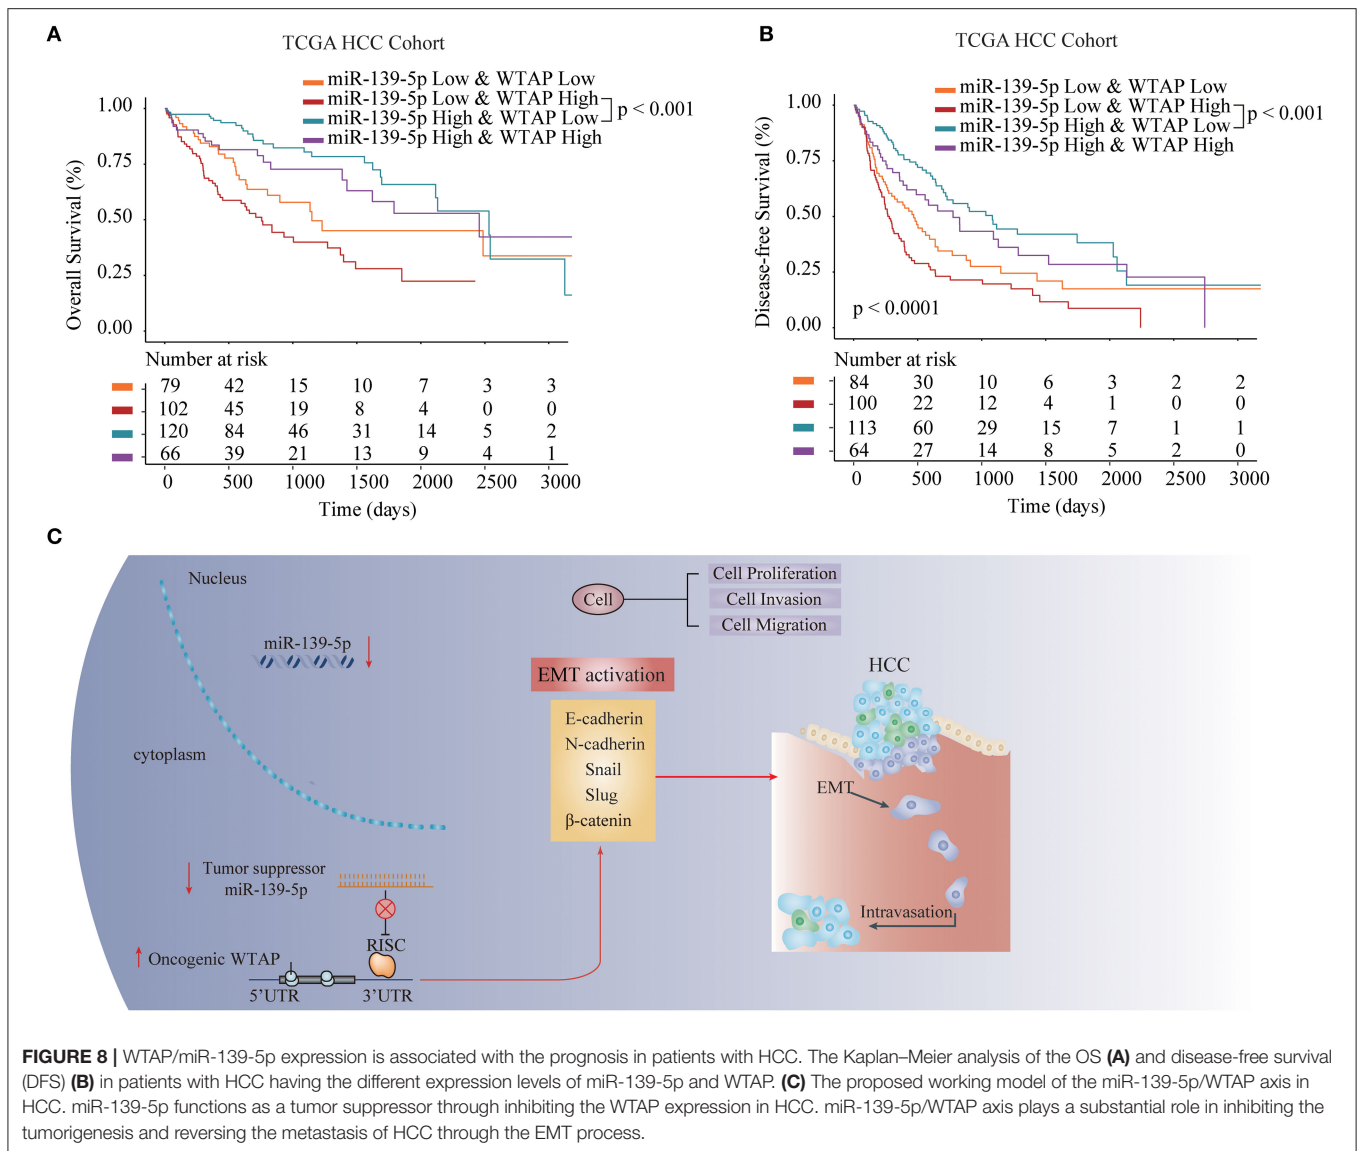 A
TCGA HCC Cohort
miR-139-5p Low & WTAP Low
miR-139-5p Low & WTAP High
miR-139-5p High & WTAP Low
miR-139-5p High & WTAP High
p < 0.001
Overall Survival (%)
1.00
0.75
0.50
0.25
0.00
Number at risk
79 42 15 10 7 3 3
102 45 19 8 4 0 0
120 84 46 31 14 5 2
66 39 21 13 9 4 1
0 500 1000 1500 2000 2500 3000
Time (days)
B
TCGA HCC Cohort
miR-139-5p Low & WTAP Low
miR-139-5p Low & WTAP High
miR-139-5p High & WTAP Low
miR-139-5p High & WTAP High
p < 0.001
Disease-free Survival (%)
1.00
0.75
0.50
0.25
0.00
p < 0.0001
Number at risk
84 30 10 6 3 2 2
100 22 12 4 1 0 0
113 60 29 15 7 1 1
64 27 14 8 5 2 0
0 500 1000 1500 2000 2500 3000
Time (days)
C
Nucleus
miR-139-5p
cytoplasm
Tumor suppressor
miR-139-5p
Oncogenic WTAP
RISC
5'UTR
3'UTR
Cell
Cell Proliferation
Cell Invasion
Cell Migration
EMT activation
E-cadherin
N-cadherin
Snail
Slug
β-catenin
HCC
EMT
Intravasation
FIGURE 8 | WTAP/miR-139-5p expression is associated with the prognosis in patients with HCC. The Kaplan–Meier analysis of the OS (A) and disease-free survival
(DFS) (B) in patients with HCC having the different expression levels of miR-139-5p and WTAP. (C) The proposed working model of the miR-139-5p/WTAP axis in
HCC. miR-139-5p functions as a tumor suppressor through inhibiting the WTAP expression in HCC. miR-139-5p/WTAP axis plays a substantial role in inhibiting the
tumorigenesis and reversing the metastasis of HCC through the EMT process.